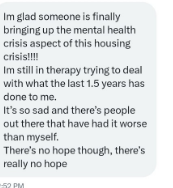 Im glad someone is finally
bringing up the mental health
crisis aspect of this housing
crisis!!!!
Im still in therapy trying to deal
with what the last 1.5 years has
done to me.
It's so sad and there's people
out there that have had it worse
than myself.
There's no hope though, there's
really no hope
:52 PM